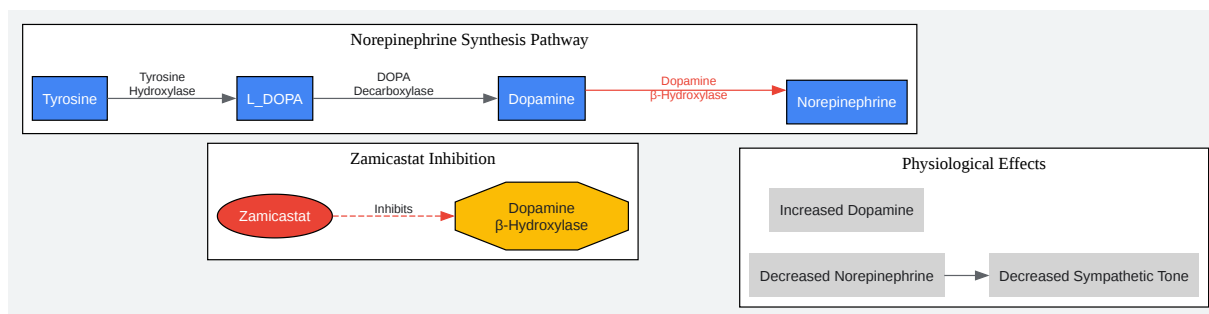 Norepinephrine Synthesis Pathway
Tyrosine
Tyrosine
Hydroxylase
L_DOPA
DOPA
Decarboxylase
Dopamine
Dopamine
β-Hydroxylase
Norepinephrine
Zamicastat Inhibition
Zamicastat
Inhibits
Dopamine
β-Hydroxylase
Physiological Effects
Increased Dopamine
Decreased Norepinephrine
Decreased Sympathetic Tone